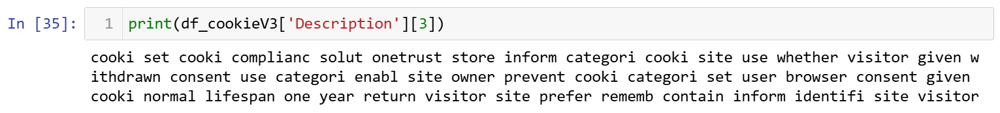 In [35]: 1 print(df_cookieV3['Description'][3])
cooki set cooki complianc solut onetrust store inform categori cooki site use whether visitor given w
ithdrawn consent use categori enabl site owner prevent cooki categori set user browser consent given
cooki normal lifespan one year return visitor site prefer rememb contain inform identifi site visitor